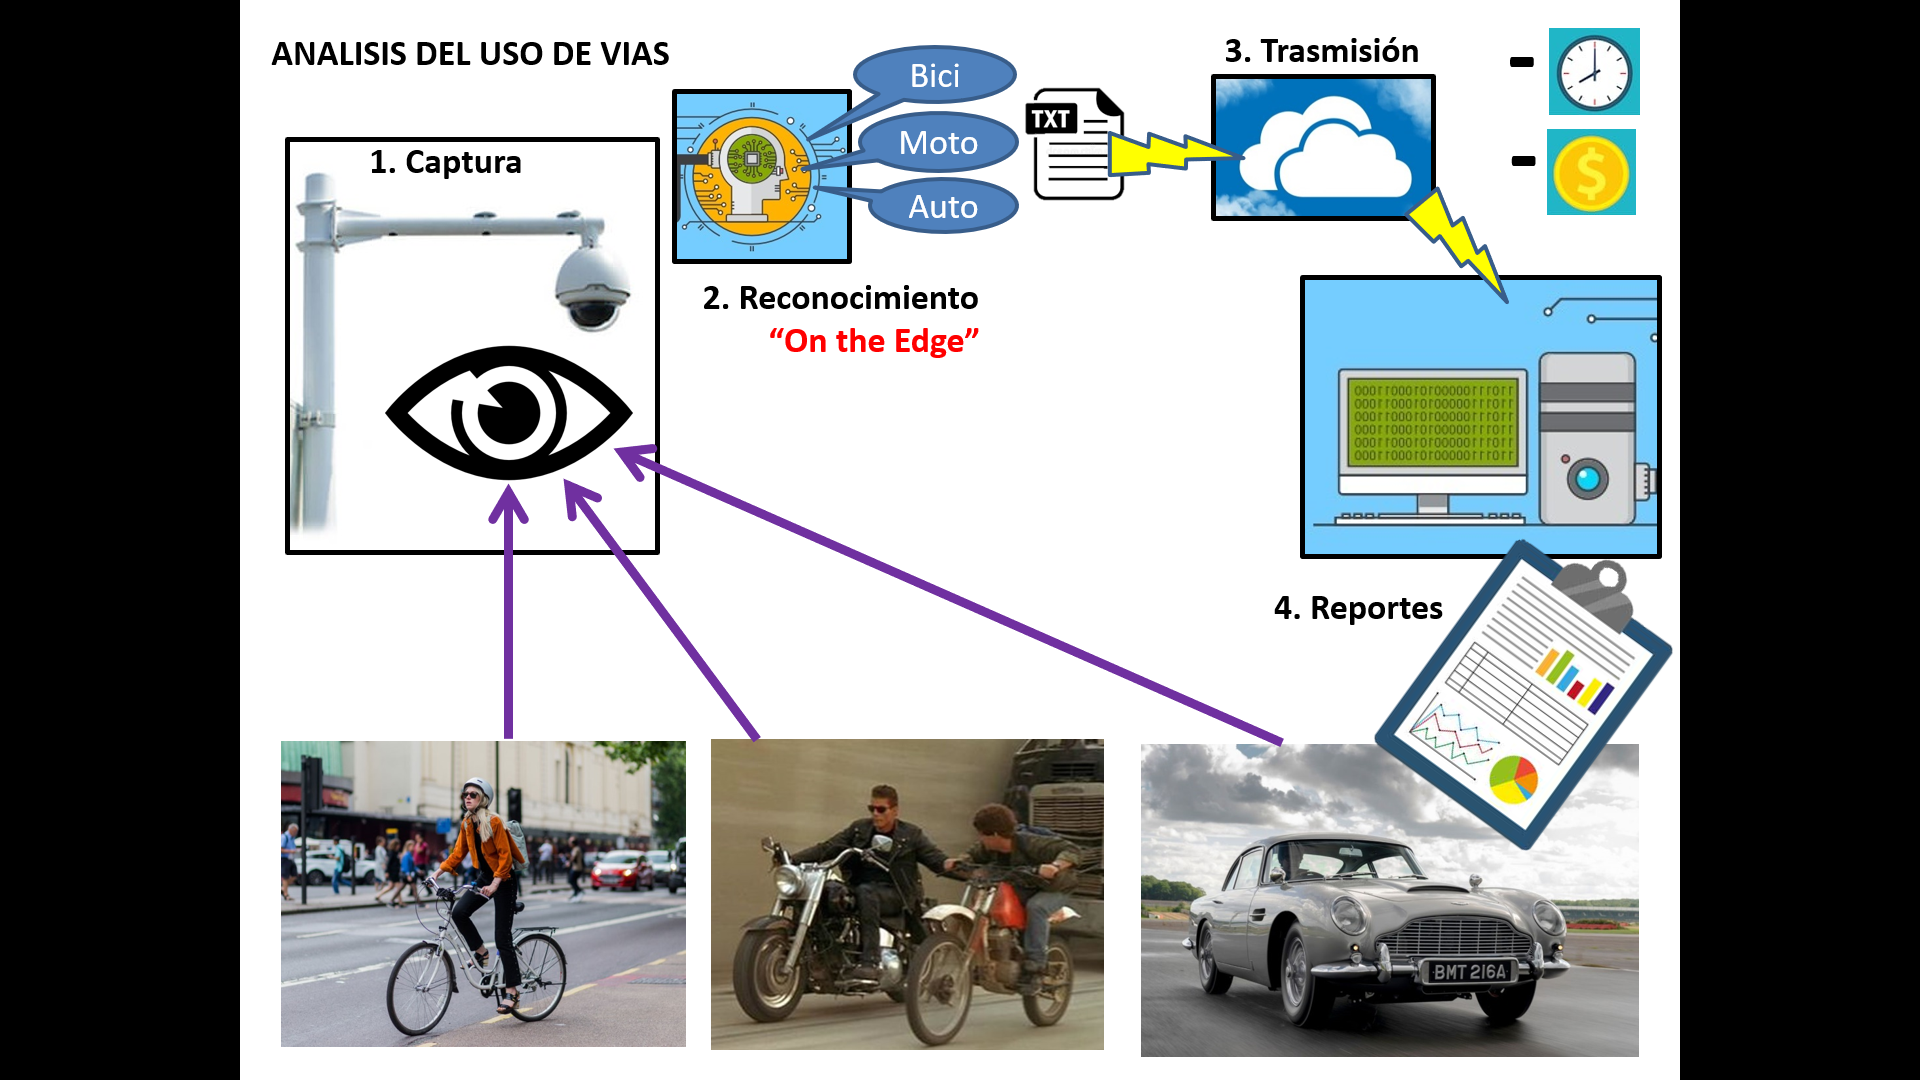 ANALISIS DEL USO DE VIAS
1. Captura
Bici
Moto
Auto
2. Reconocimiento
“On the Edge”
TXT
3. Trasmisión
-
-
$
4. Reportes
BMT 216A